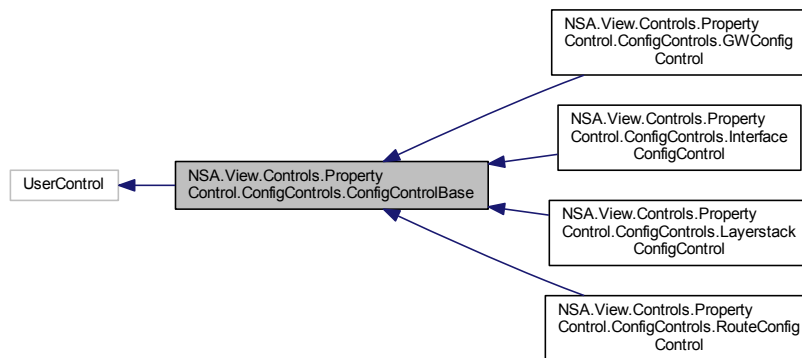 UserControl
NSA.View.Controls.Property
Control.ConfigControls.ConfigControlBase
NSA.View.Controls.Property
Control.ConfigControls.GWConfig
Control
NSA.View.Controls.Property
Control.ConfigControls.Interface
ConfigControl
NSA.View.Controls.Property
Control.ConfigControls.Layerstack
ConfigControl
NSA.View.Controls.Property
Control.ConfigControls.RouteConfig
Control